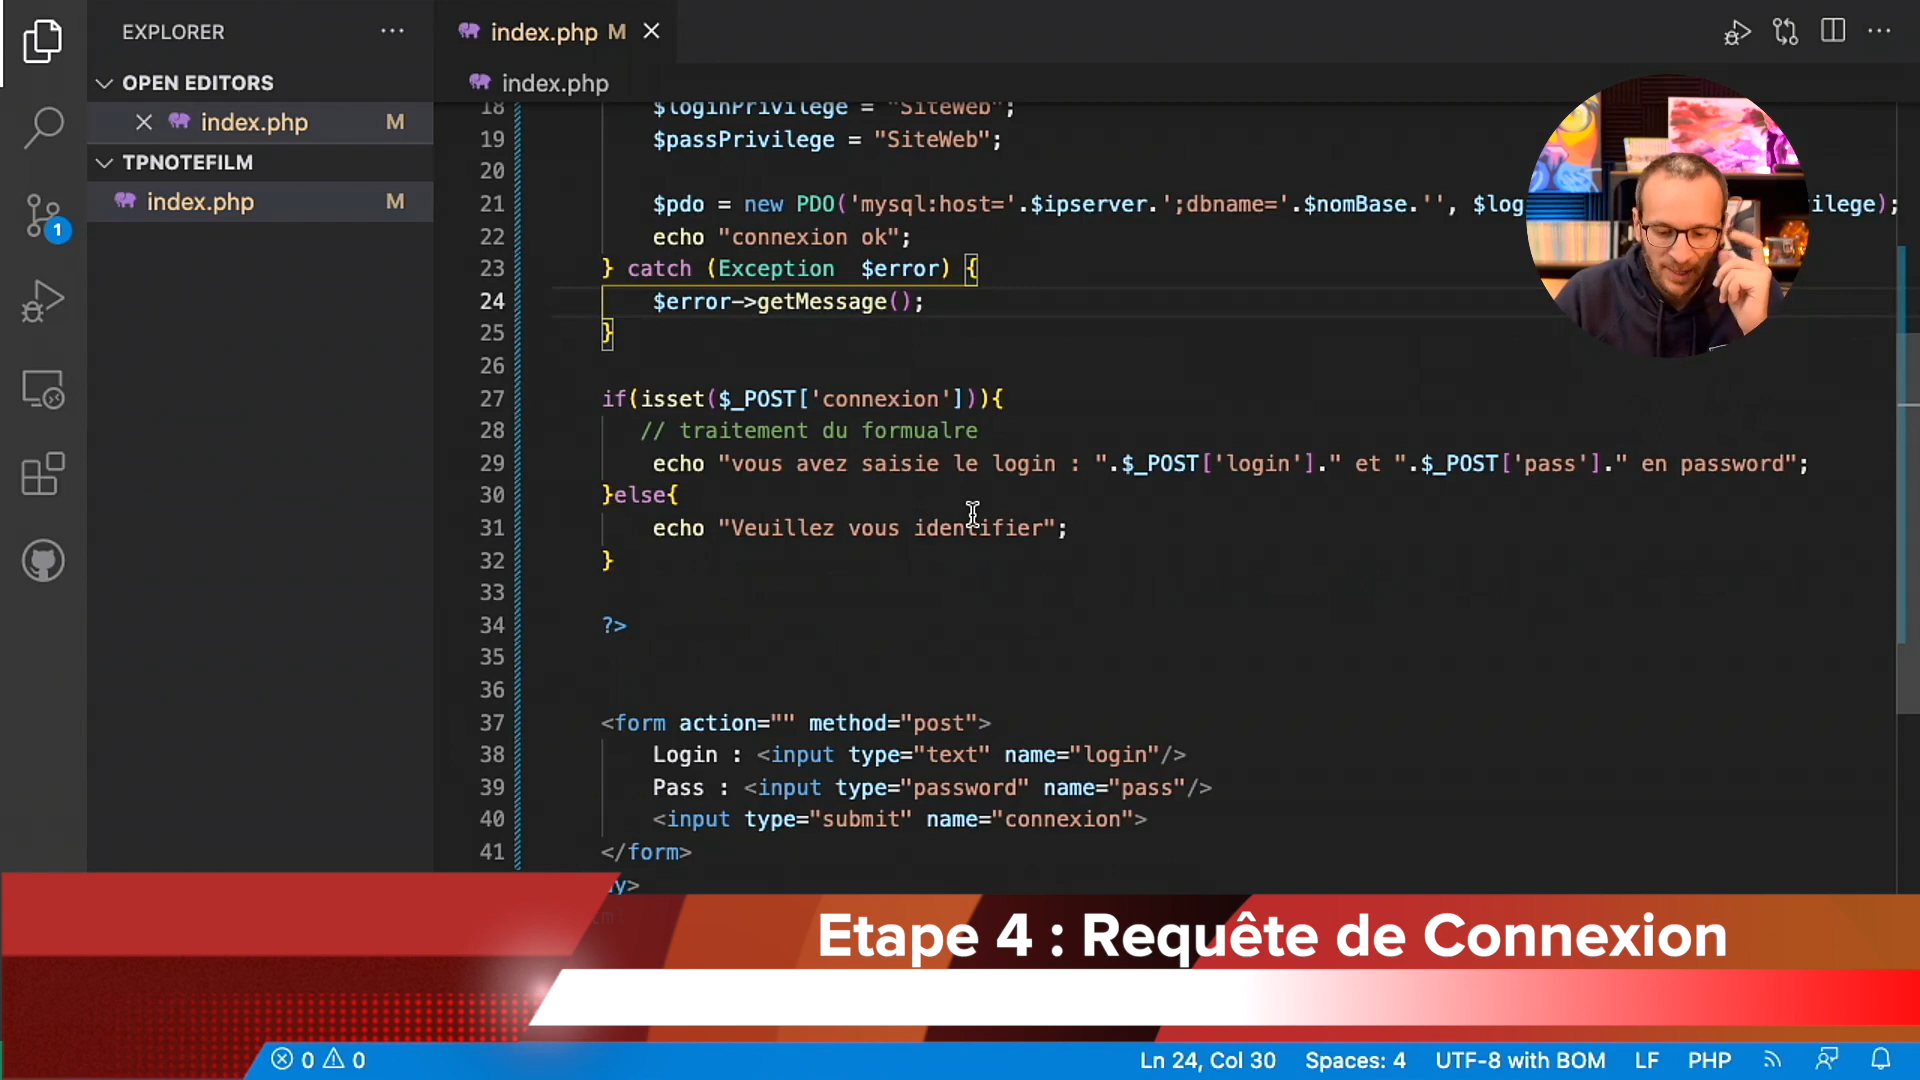 EXPLORER
index.php M
OPEN EDITORS
index.php
index.php M
18 $loginPrivilege = "SiteWeb";
TPNOTEFILM
19 $passPrivilege = "SiteWeb";
20
index.php M
21 $pdo = new PDO('mysql:host='.$ipserver.';dbname='.$nomBase.'', $log ilege);
1
22 echo "connexion ok";
23 } catch (Exception  $error) {
24 $error->getMessage();
25 }
26
27 if(isset($_POST['connexion'])){
28 // traitement du formualre
29 echo "vous avez saisie le login : ".$_POST['login']." et ".$_POST['pass']." en password";
30 }else{
31 echo "Veuillez vous identifier";
32 }
33
34 ?>
35
36
37 <form action="" method="post">
38 Login : <input type="text" name="login"/>
39 Pass : <input type="password" name="pass"/>
40 <input type="submit" name="connexion">
41 </form>
y>
Etape 4 : Requête de Connexion
0 0 Ln 24, Col 30 Spaces: 4 UTF-8 with BOM LF PHP